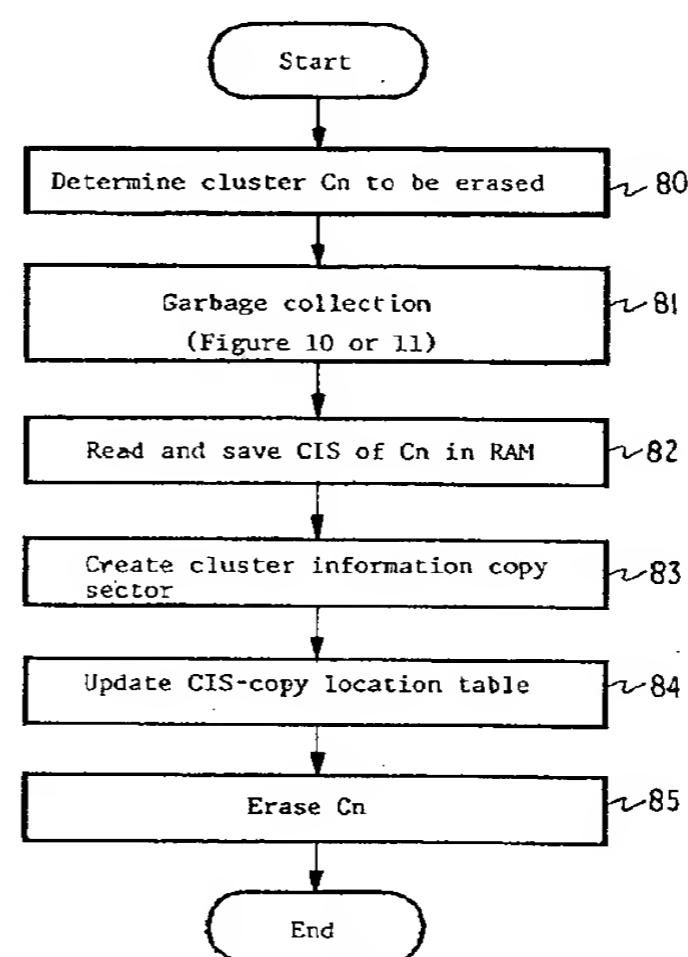 Start
Determine cluster Cn to be erased
80
Garbage collection
(Figure 10 or 11)
81
Read and save CIS of Cn in RAM
82
Create cluster information copy
sector
83
Update CIS-copy location table
84
Erase Cn
85
End